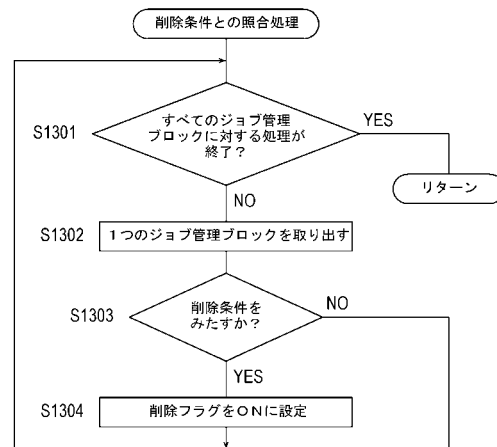 削除条件との照合処理
S1301
すべてのジョブ管理
ブロックに対する処理が
終了？
YES
リターン
NO
S1302
１つのジョブ管理ブロックを取り出す
S1303
削除条件を
みたすか？
NO
YES
S1304
削除フラグをＯＮに設定